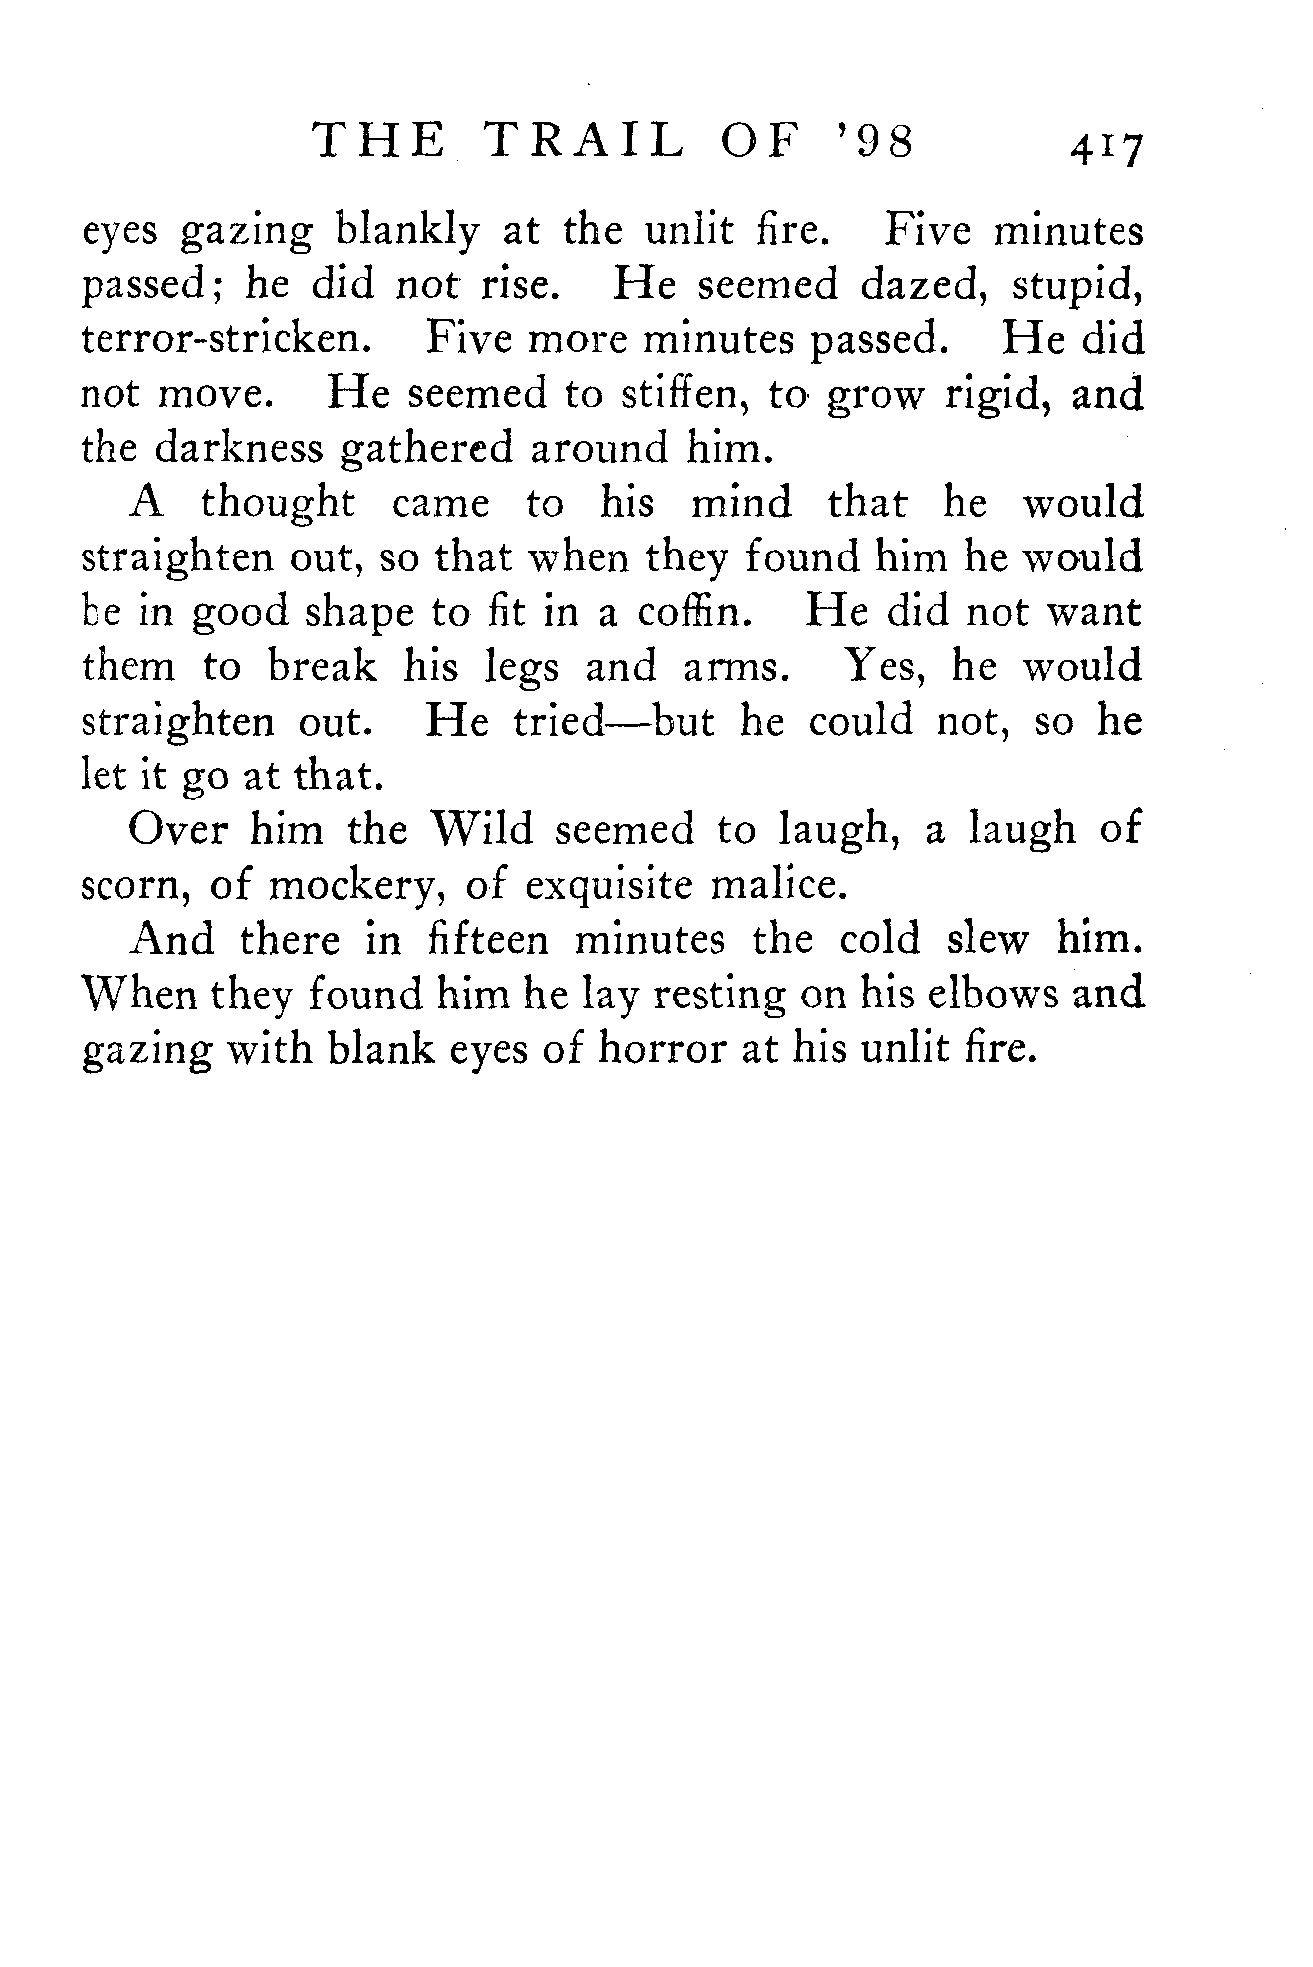 THE TRAIL OF '98 417
eyes gazing blankly at the unlit fire. Five minutes
passed; he did not rise. He seemed dazed, stupid,
terror-stricken. Five more minutes passed. He did
not move. He seemed to stiffen, to grow rigid, and
the darkness gathered around him.
A thought came to his mind that he would
straighten out, so that when they found him he would
be in good shape to fit in a coffin. He did not want
them to break his legs and arms. Yes, he would
straighten out. He tried—but he could not, so he
let it go at that.
Over him the Wild seemed to laugh, a laugh of
scorn, of mockery, of exquisite malice.
And there in fifteen minutes the cold slew him.
When they found him he lay resting on his elbows and
gazing with blank eyes of horror at his unlit fire.